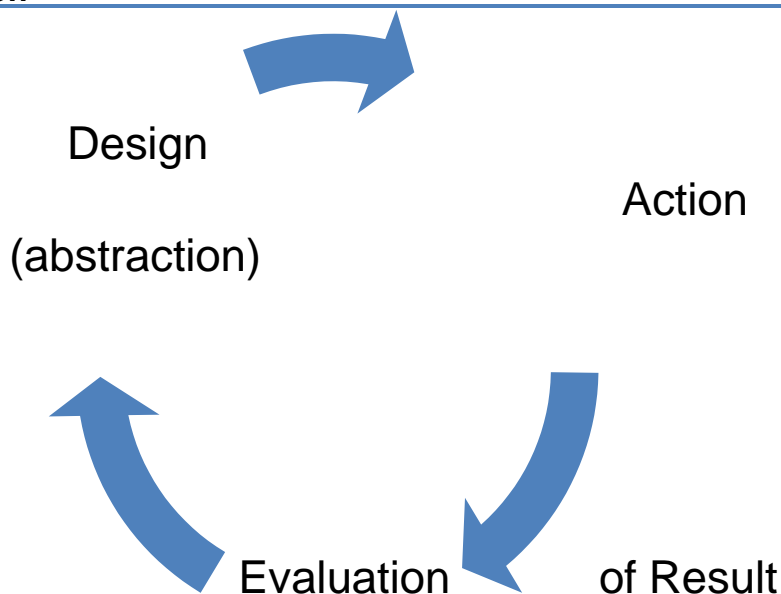 Design
(abstraction)
Action
Evaluation of Result